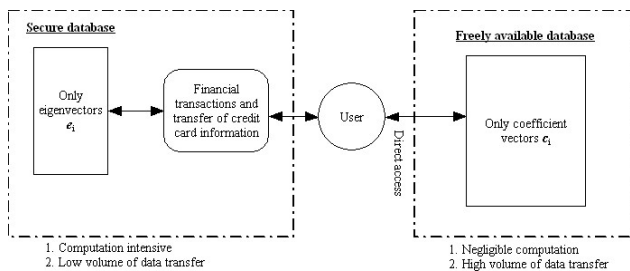 Secure database
Only
eigenvectors
eᵢ
Financial
transactions and
transfer of credit
card information
User
Direct access
Freely available database
Only coefficient
vectors cᵢ
1. Computation intensive
2. Low volume of data transfer
1. Negligible computation
2. High volume of data transfer